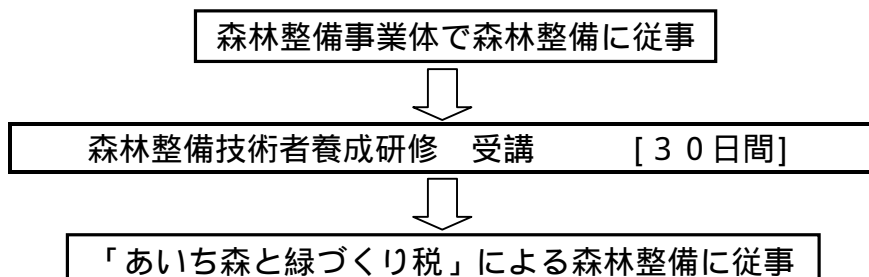 森林整備事業体で森林整備に従事
森林整備技術者養成研修　受講　　　[３０日間]
「あいち森と緑づくり税」による森林整備に従事